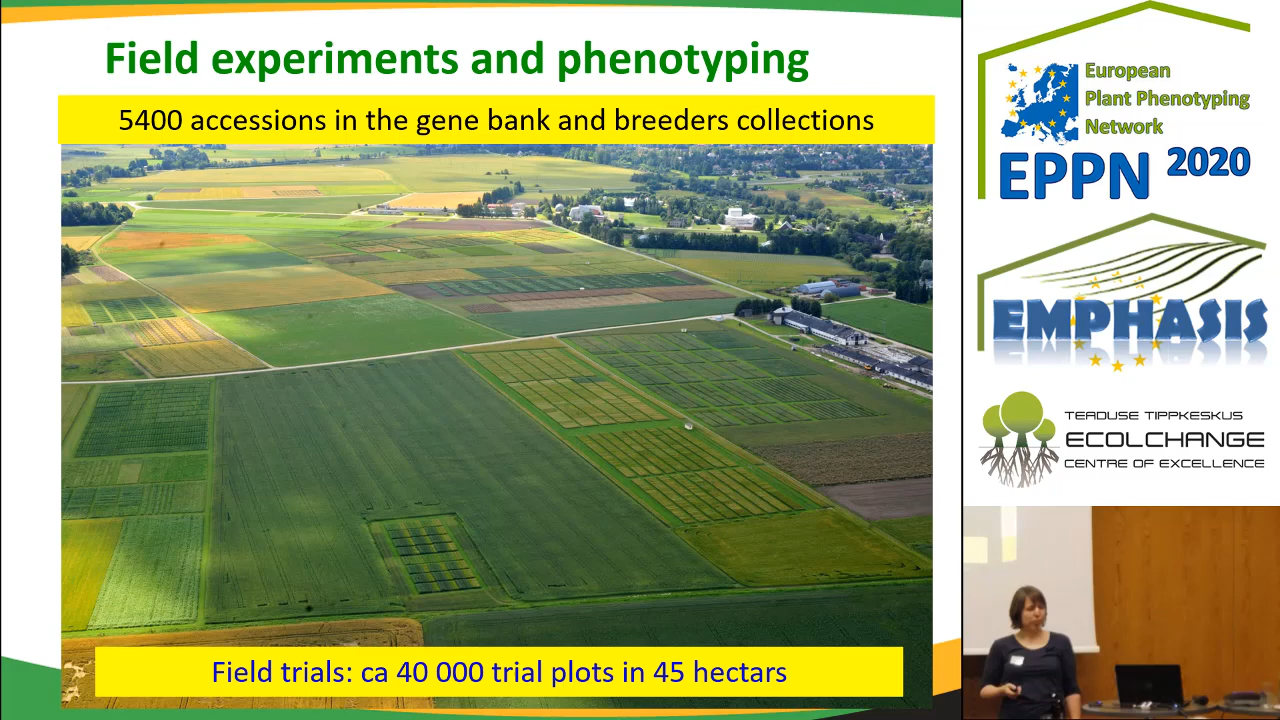 Field experiments and phenotyping
5400 accessions in the gene bank and breeders collections
Field trials: ca 40 000 trial plots in 45 hectars
European
Plant Phenotyping
Network
EPPN 2020
EMPHASIS
TEADUSE TIPPKESKUS
ECOLCHANGE
CENTRE OF EXCELLENCE